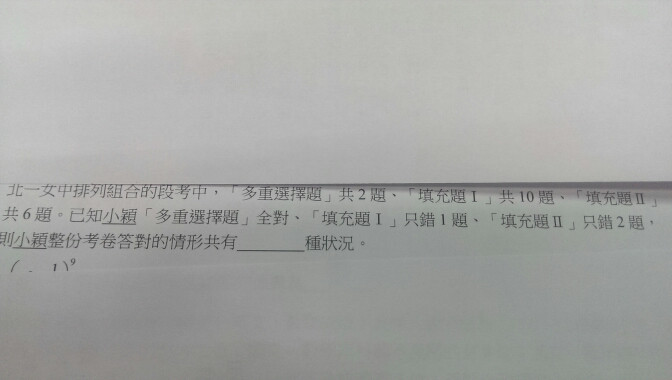 北一女中排列組合的段考中，「多重選擇題」共 2 題、「填充題 I」共 10 題、「填充題 II」
共 6 題。已知小穎「多重選擇題」全對、「填充題 I」只錯 1 題、「填充題 II」只錯 2 題，
則小穎整份考卷答對的情形共有________種狀況。